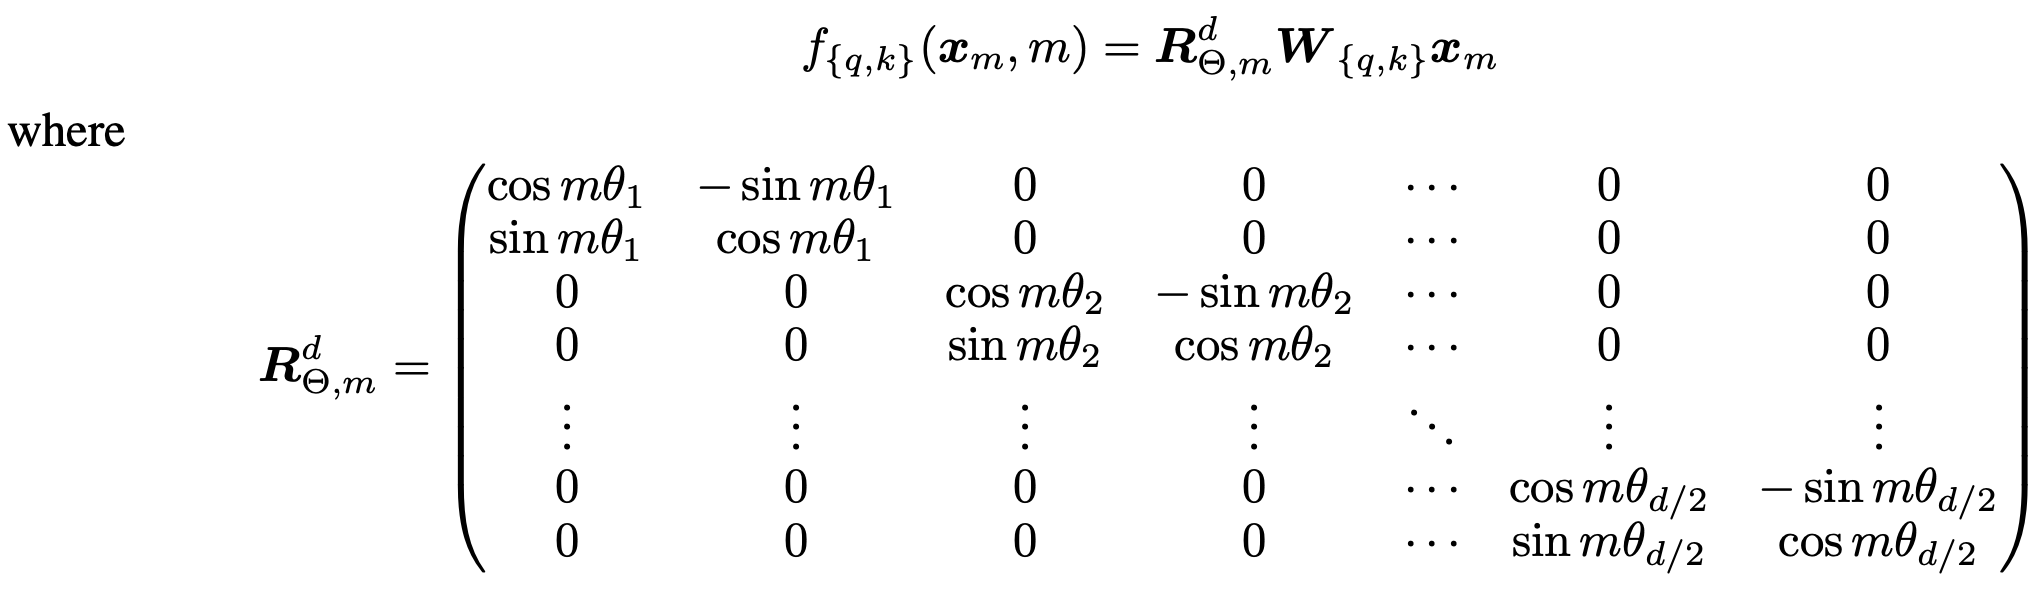 f_{\{q,k\}}(\boldsymbol{x}_m, m) = \boldsymbol{R}^d_{\Theta,m} \boldsymbol{W}_{\{q,k\}} \boldsymbol{x}_m
where
\boldsymbol{R}^d_{\Theta,m} = \begin{pmatrix} \cos m\theta_1 & -\sin m\theta_1 & 0 & 0 & \cdots & 0 & 0 \\
\sin m\theta_1 & \cos m\theta_1 & 0 & 0 & \cdots & 0 & 0 \\
0 & 0 & \cos m\theta_2 & -\sin m\theta_2 & \cdots & 0 & 0 \\
0 & 0 & \sin m\theta_2 & \cos m\theta_2 & \cdots & 0 & 0 \\
\vdots & \vdots & \vdots & \vdots & \ddots & \vdots & \vdots \\
0 & 0 & 0 & 0 & \cdots & \cos m\theta_{d/2} & -\sin m\theta_{d/2} \\
0 & 0 & 0 & 0 & \cdots & \sin m\theta_{d/2} & \cos m\theta_{d/2} \end{pmatrix}